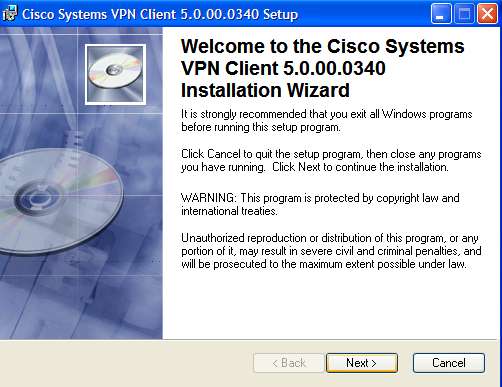 Cisco Systems VPN Client 5.0.00.0340 Setup
Welcome to the Cisco Systems
VPN Client 5.0.00.0340
Installation Wizard
It is strongly recommended that you exit all Windows programs
before running this setup program.
Click Cancel to quit the setup program, then close any programs
you have running. Click Next to continue the installation.
WARNING: This program is protected by copyright law and
international treaties.
Unauthorized reproduction or distribution of this program, or any
portion of it, may result in severe civil and criminal penalties, and
will be prosecuted to the maximum extent possible under law.
< Back Next > Cancel